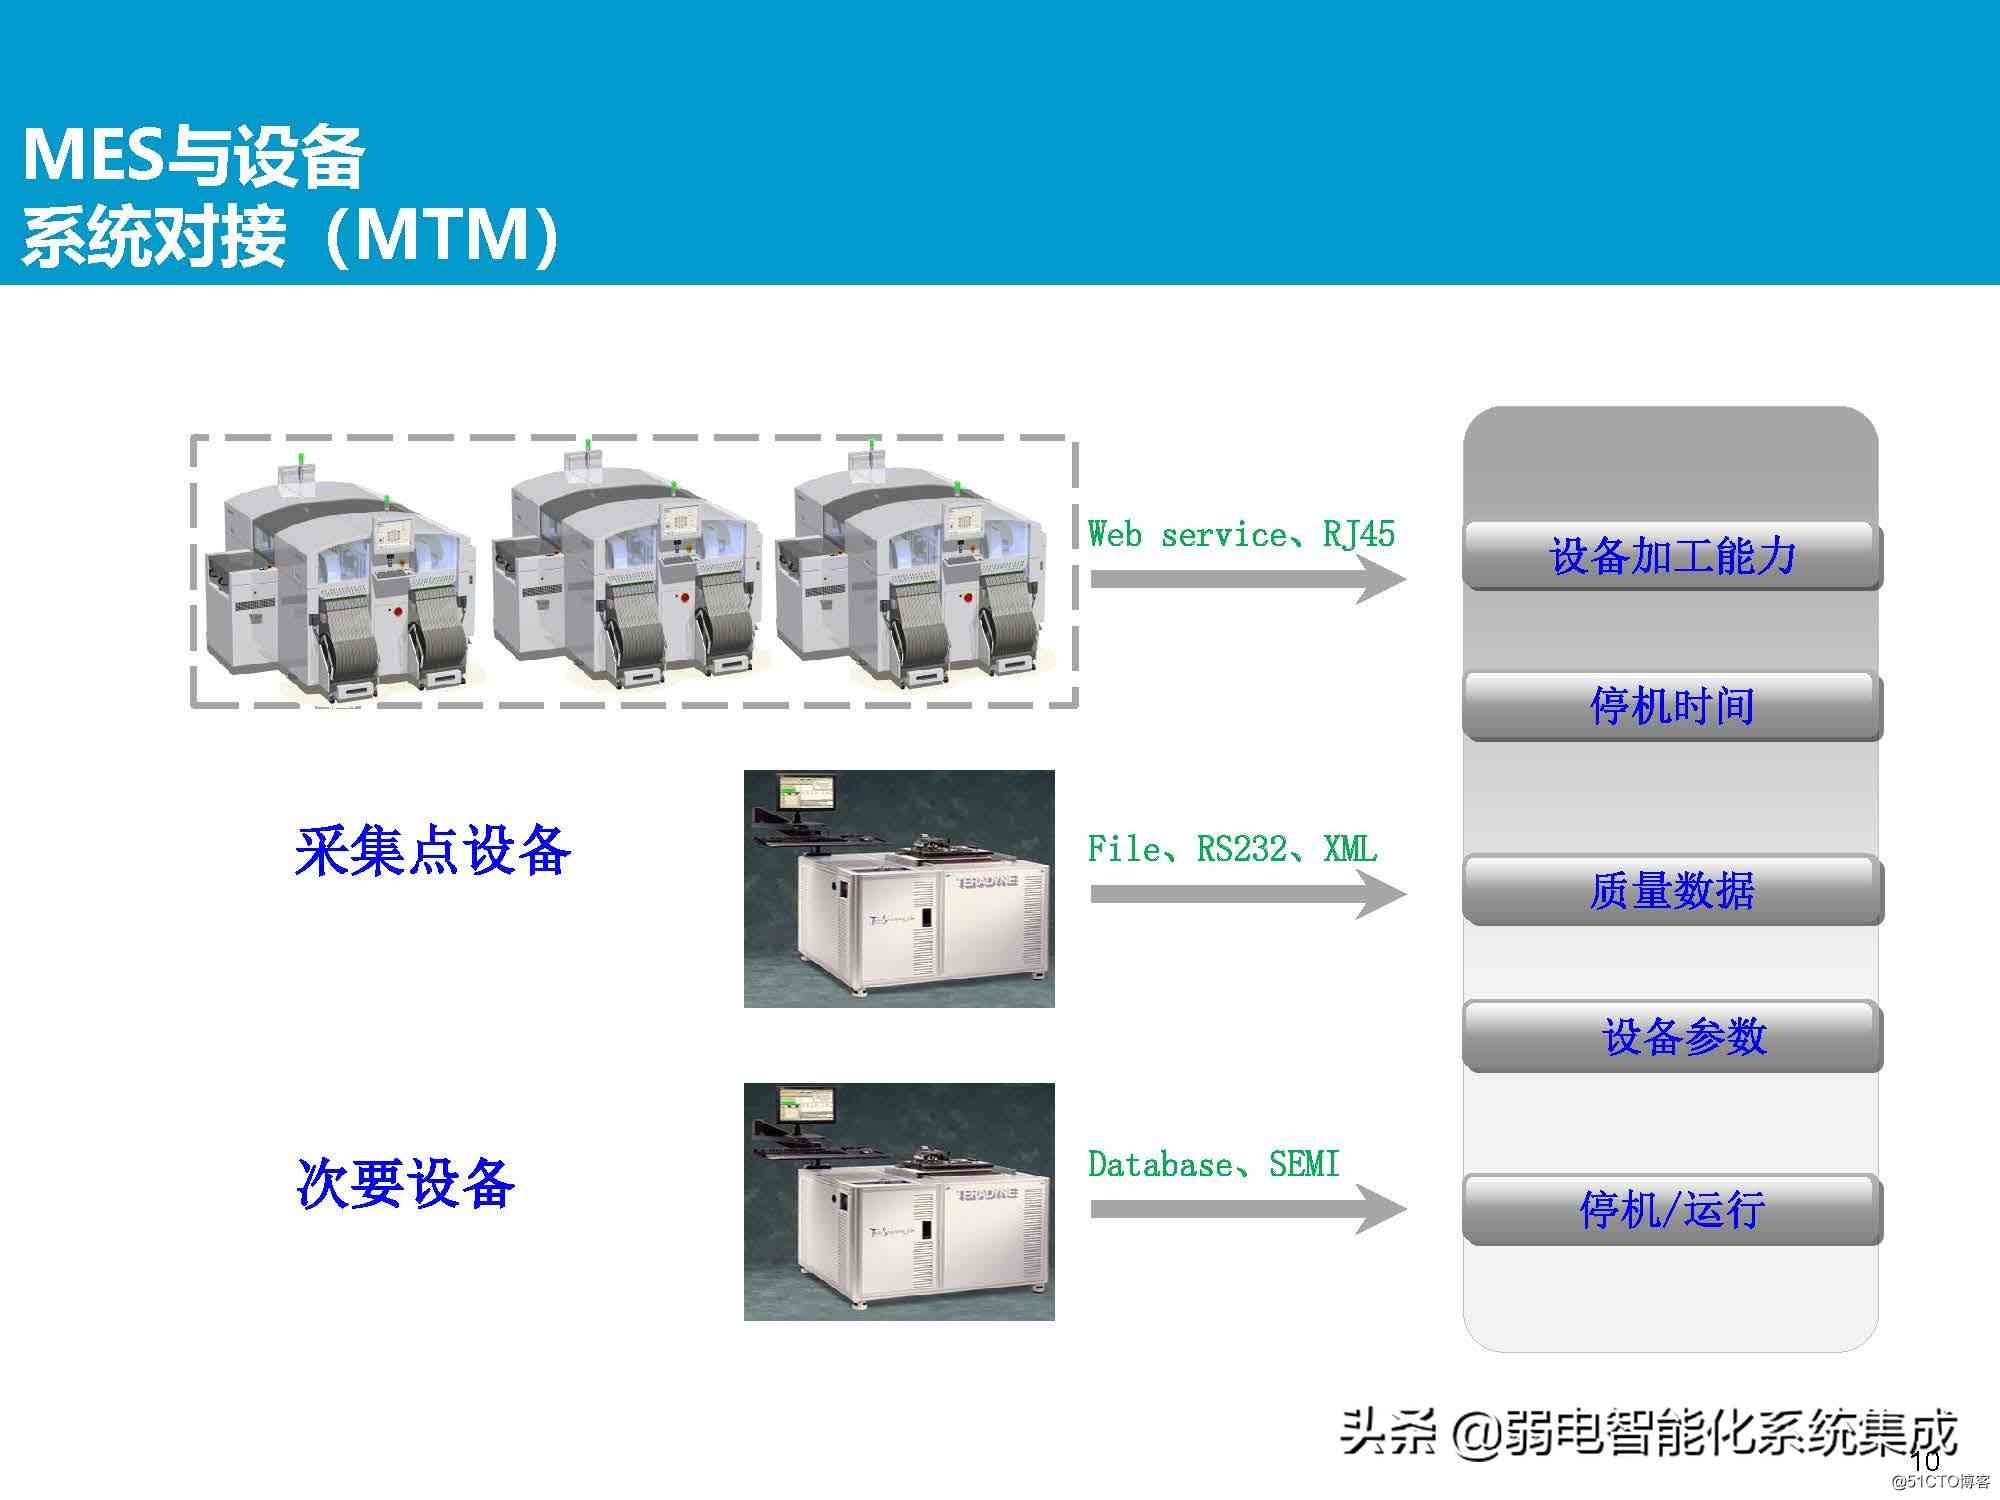 MES与设备
系统对接（MTM）
Web service、RJ45
设备加工能力
停机时间
采集点设备
TERADYNE
File、RS232、XML
质量数据
设备参数
次要设备
TERADYNE
Database、SEMI
停机/运行
头条 @弱电智能化系统集成
10
@51CTO博客